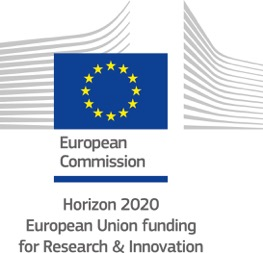 European
Commission
Horizon 2020
European Union funding
for Research & Innovation